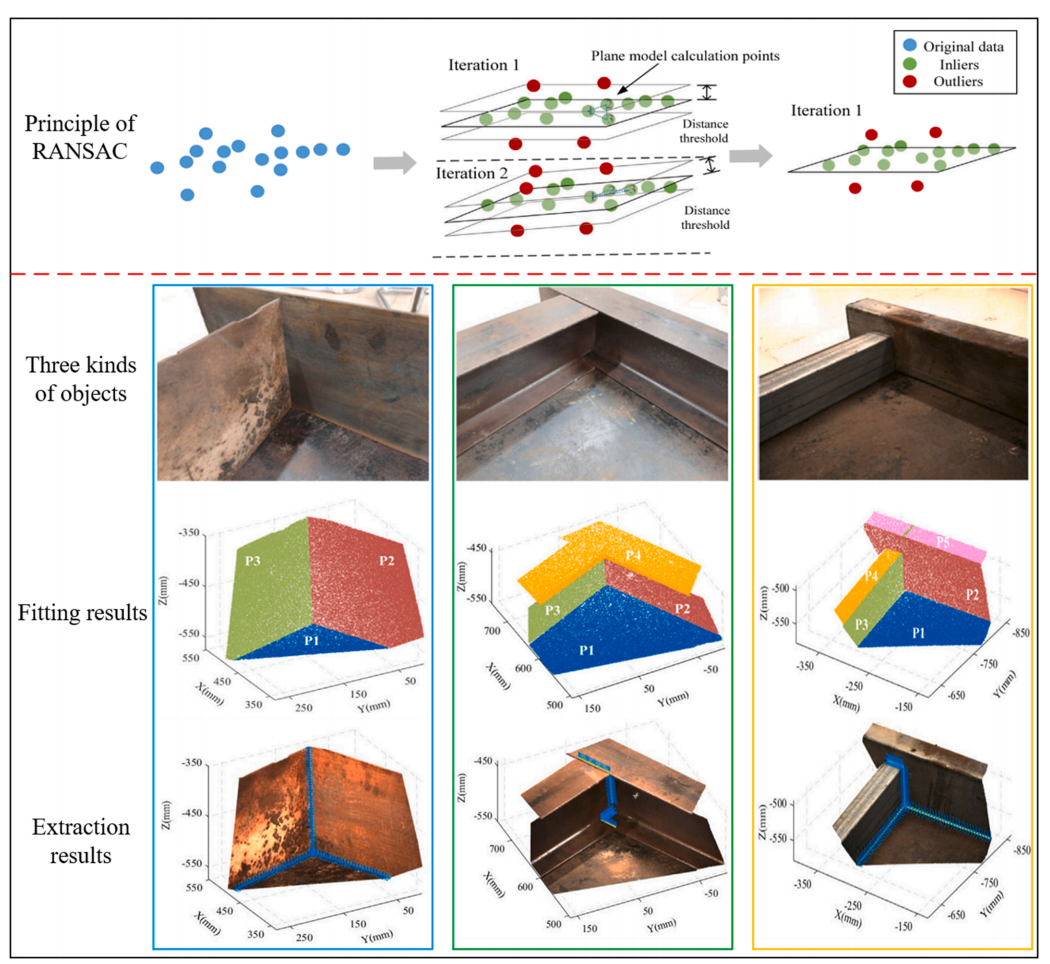 Principle of
RANSAC
Iteration 1
Plane model calculation points
Distance
threshold
Iteration 2
Distance
threshold
Original data
Inliers
Outliers
Iteration 1
Three kinds
of objects
Fitting results
-350
-450
-550
Z(mm)
P3
P2
P1
550
450
350
X(mm)
250
150
50
Y(mm)
-450
-550
Z(mm)
P4
P3
P2
P1
700
600
500
X(mm)
150
50
-50
Y(mm)
-500
-550
Z(mm)
P5
P4
P3
P2
P1
-350
-250
-150
X(mm)
-650
-750
-850
Y(mm)
Extraction
results
-350
-450
-550
Z(mm)
550
450
350
X(mm)
250
150
50
Y(mm)
-450
-550
Z(mm)
700
600
500
X(mm)
150
50
-50
Y(mm)
-500
-550
Z(mm)
-350
-250
-150
X(mm)
-650
-750
-850
Y(mm)